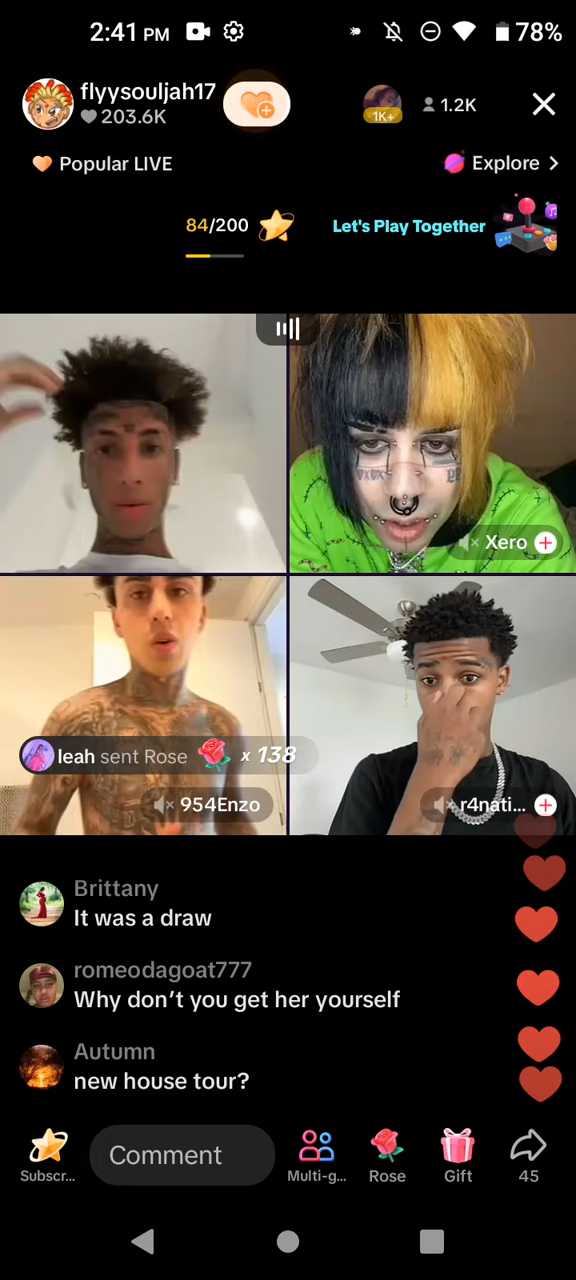 2:41 PM 78%
flyysouljah17
203.6K
1K+
1.2K
Popular LIVE
Explore >
84/200
Let's Play Together
Xero
leah sent Rose x 138
954Enzo
r4nati...
Brittany
It was a draw
romeodagoat777
Why don't you get her yourself
Autumn
new house tour?
Comment
Subscr...
Multi-g...
Rose
Gift
45